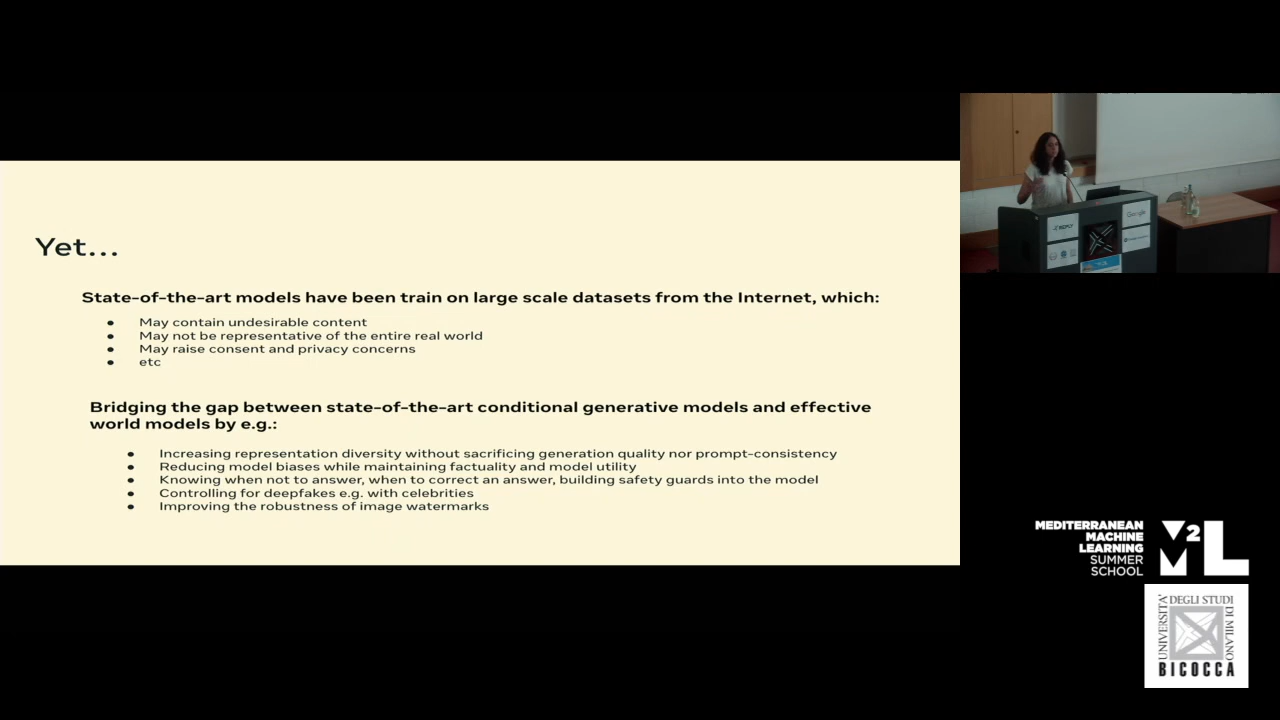 Yet...
State-of-the-art models have been train on large scale datasets from the Internet, which:
● May contain undesirable content
● May not be representative of the entire real world
● May raise consent and privacy concerns
● etc
Bridging the gap between state-of-the-art conditional generative models and effective
world models by e.g.:
● Increasing representation diversity without sacrificing generation quality nor prompt-consistency
● Reducing model biases while maintaining factuality and model utility
● Knowing when not to answer, when to correct an answer, building safety guards into the model
● Controlling for deepfakes e.g. with celebrities
● Improving the robustness of image watermarks
Google
MEDITERRANEAN
MACHINE
LEARNING
SUMMER
SCHOOL
M2L
UNIVERSITÀ
DEGLI STUDI
DI MILANO
BICOCCA